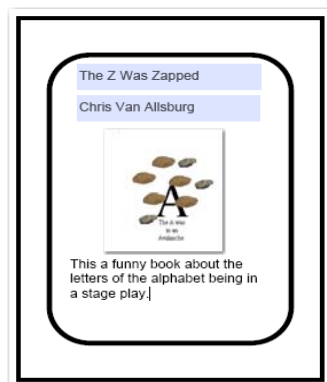 The Z Was Zapped
Chris Van Allsburg
A
The A was
in an
Avalanche
This a funny book about the
letters of the alphabet being in
a stage play.